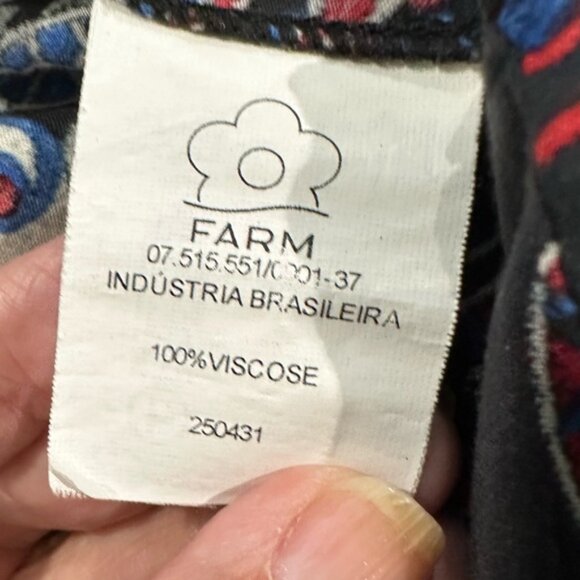 FARM
07.515.551/0001-37
INDÚSTRIA BRASILEIRA
100%VISCOSE
250431